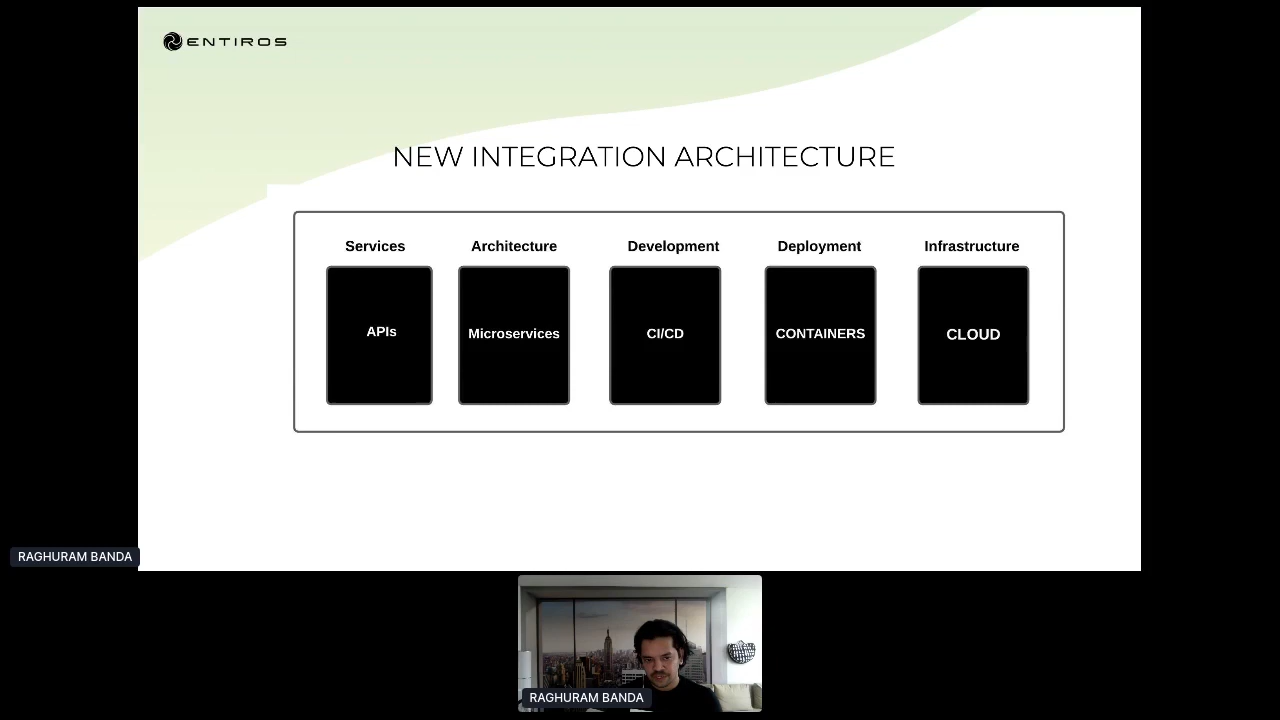 ENTIROS
NEW INTEGRATION ARCHITECTURE
Services Architecture Development Deployment Infrastructure
APIs Microservices CI/CD CONTAINERS CLOUD
RAGHURAM BANDA
RAGHURAM BANDA